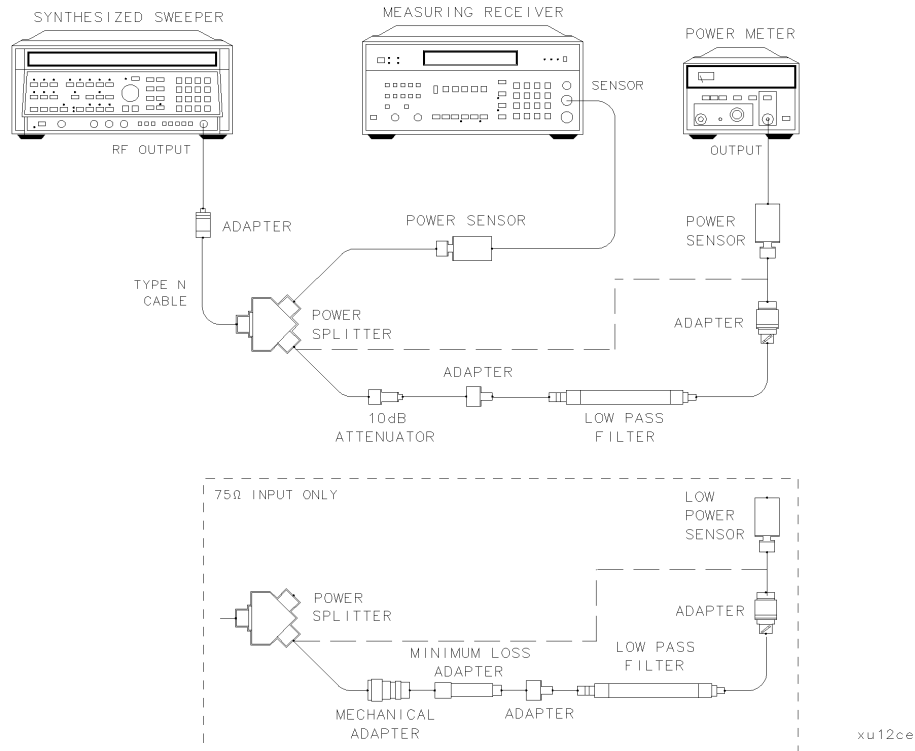 SYNTHESIZED SWEEPER
MEASURING RECEIVER
POWER METER
SENSOR
RF OUTPUT
OUTPUT
ADAPTER
POWER SENSOR
POWER
SENSOR
TYPE N
CABLE
POWER
SPLITTER
ADAPTER
ADAPTER
10dB
ATTENUATOR
LOW PASS
FILTER
75Ω INPUT ONLY
LOW
POWER
SENSOR
POWER
SPLITTER
ADAPTER
MINIMUM LOSS
ADAPTER
LOW PASS
FILTER
MECHANICAL
ADAPTER
ADAPTER
xu12ce